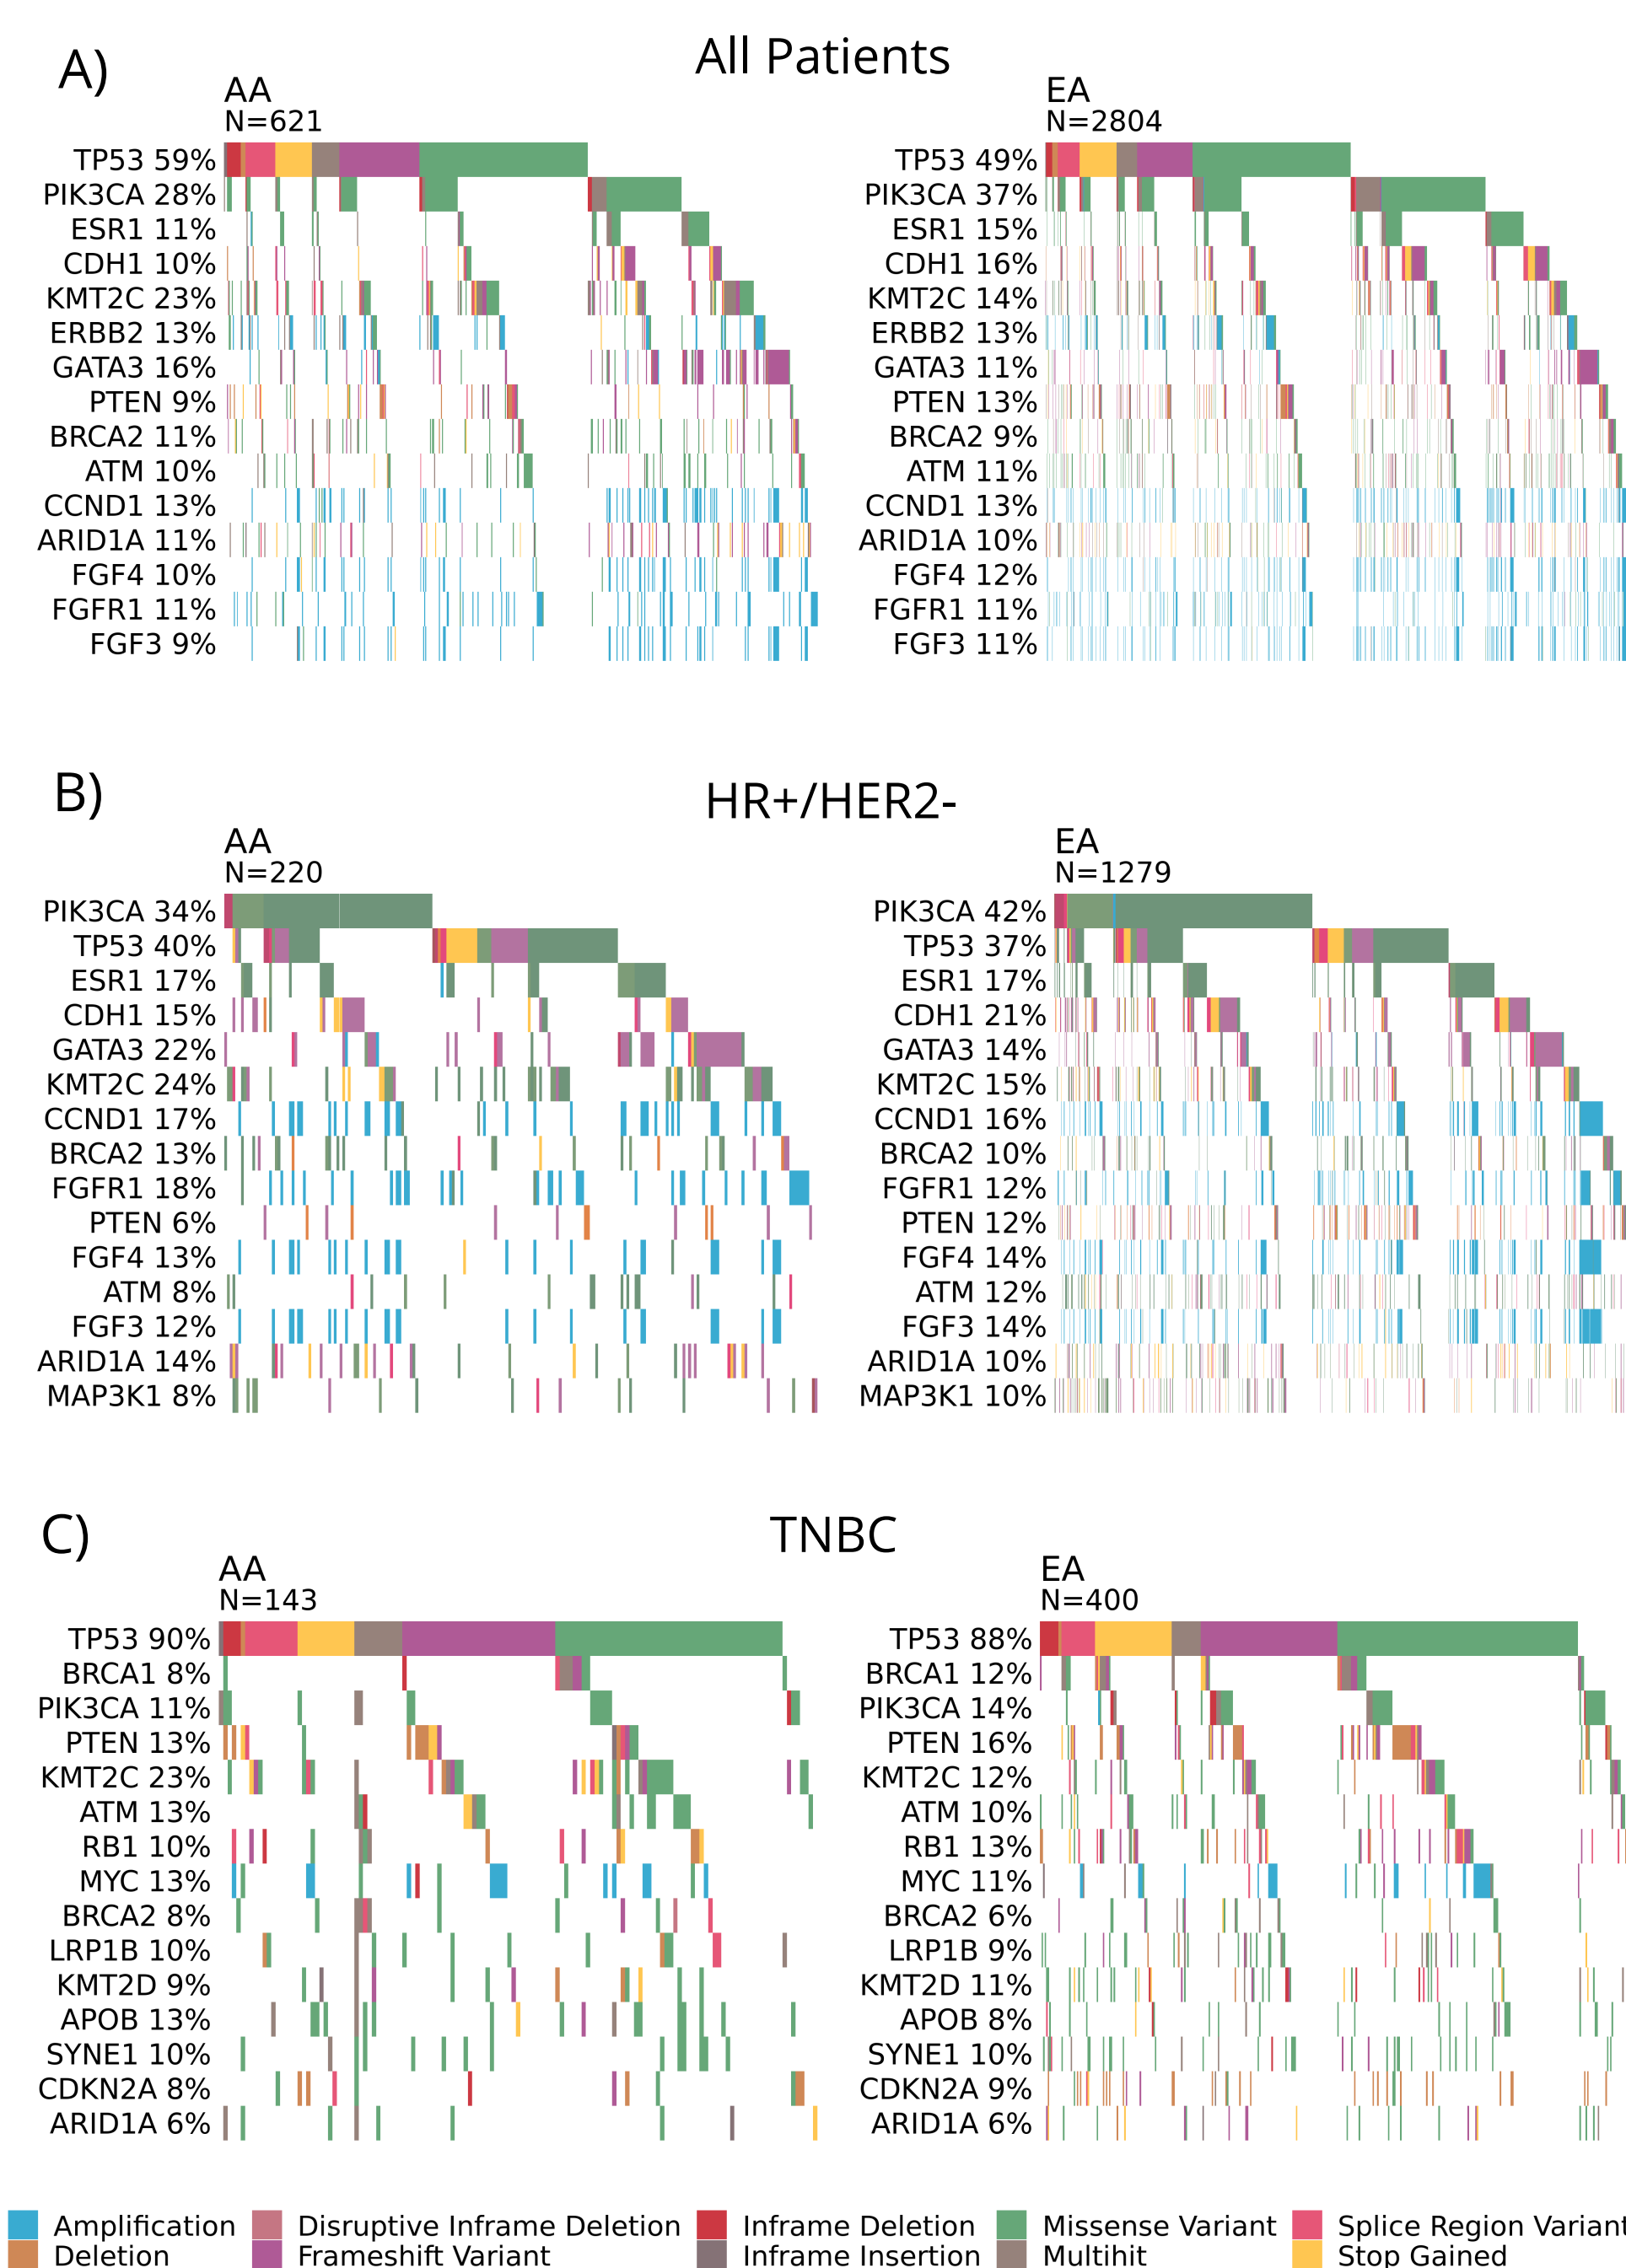 A)
All Patients
AA
N=621
TP53 59%
PIK3CA 28%
ESR1 11%
CDH1 10%
KMT2C 23%
ERBB2 13%
GATA3 16%
PTEN 9%
BRCA2 11%
ATM 10%
CCND1 13%
ARID1A 11%
FGF4 10%
FGFR1 11%
FGF3 9%
EA
N=2804
TP53 49%
PIK3CA 37%
ESR1 15%
CDH1 16%
KMT2C 14%
ERBB2 13%
GATA3 11%
PTEN 13%
BRCA2 9%
ATM 11%
CCND1 13%
ARID1A 10%
FGF4 12%
FGFR1 11%
FGF3 11%
B)
HR+/HER2-
AA
N=220
PIK3CA 34%
TP53 40%
ESR1 17%
CDH1 15%
GATA3 22%
KMT2C 24%
CCND1 17%
BRCA2 13%
FGFR1 18%
PTEN 6%
FGF4 13%
ATM 8%
FGF3 12%
ARID1A 14%
MAP3K1 8%
EA
N=1279
PIK3CA 42%
TP53 37%
ESR1 17%
CDH1 21%
GATA3 14%
KMT2C 15%
CCND1 16%
BRCA2 10%
FGFR1 12%
PTEN 12%
FGF4 14%
ATM 12%
FGF3 14%
ARID1A 10%
MAP3K1 10%
C)
TNBC
AA
N=143
TP53 90%
BRCA1 8%
PIK3CA 11%
PTEN 13%
KMT2C 23%
ATM 13%
RB1 10%
MYC 13%
BRCA2 8%
LRP1B 10%
KMT2D 9%
APOB 13%
SYNE1 10%
CDKN2A 8%
ARID1A 6%
EA
N=400
TP53 88%
BRCA1 12%
PIK3CA 14%
PTEN 16%
KMT2C 12%
ATM 10%
RB1 13%
MYC 11%
BRCA2 6%
LRP1B 9%
KMT2D 11%
APOB 8%
SYNE1 10%
CDKN2A 9%
ARID1A 6%
Amplification Disruptive Inframe Deletion Inframe Deletion Missense Variant Splice Region Variant
Deletion Frameshift Variant Inframe Insertion Multihit Stop Gained